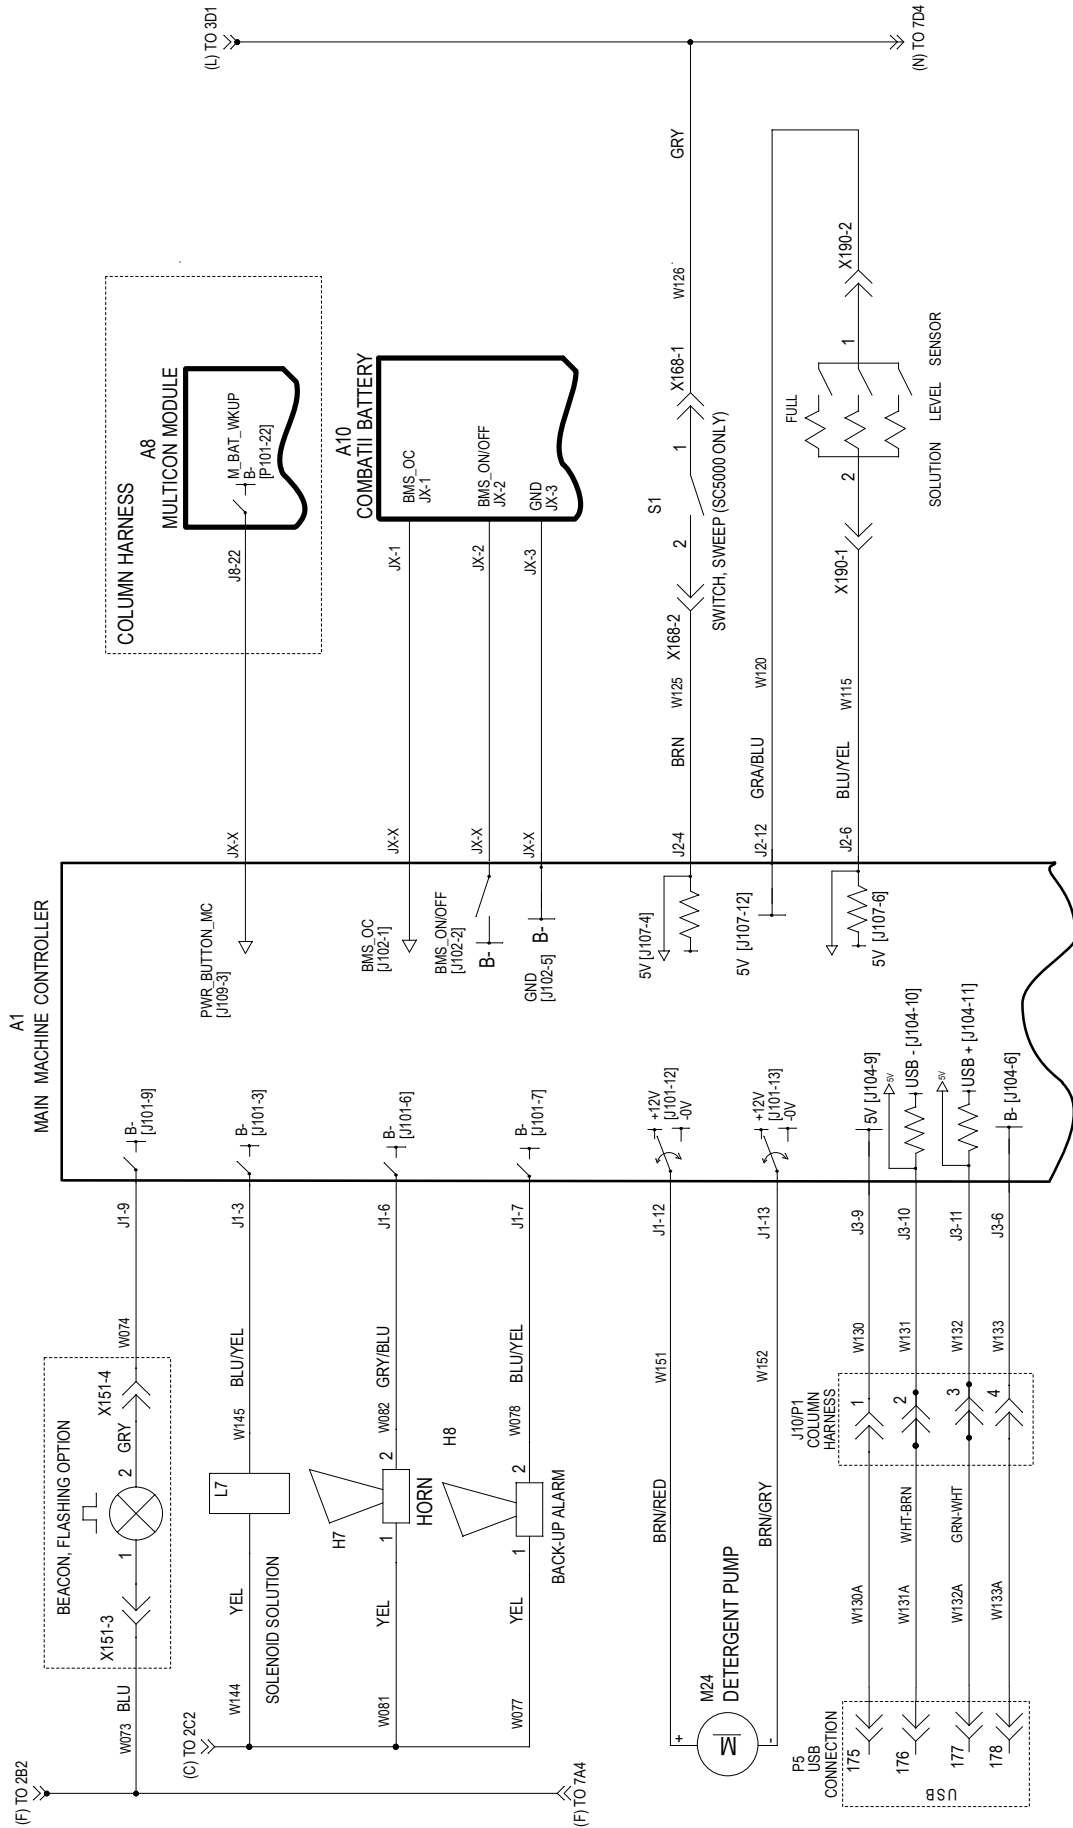 A1
MAIN MACHINE CONTROLLER
(F) TO 2B2
(F) TO 7A4
W073
BLU
X151-3
1
2
GRY
X151-4
BEACON, FLASHING OPTION
W074
J1-9
B-
[J101-9]
(C) TO 2C2
W144
YEL
SOLENOID SOLUTION
L7
W145
BLU/YEL
J1-3
B-
[J101-3]
W081
YEL
1
H7
HORN
2
W082
GRY/BLU
J1-6
B-
[J101-6]
W077
YEL
1
BACK-UP ALARM
H8
2
W078
BLU/YEL
J1-7
B-
[J101-7]
M24
DETERGENT PUMP
M
+
-
BRN/RED
W151
J1-12
+12V
[J101-12]
-0V
BRN/GRY
W152
J1-13
+12V
[J101-13]
-0V
P5
USB
CONNECTION
USB
175
176
177
178
W130A
W131A
W132A
W133A
WHT-BRN
GRN-WHT
J10/P1
COLUMN
HARNESS
1
2
3
4
W130
W131
W132
W133
J3-9
J3-10
J3-11
J3-6
5V [J104-9]
5V
USB - [J104-10]
5V
USB + [J104-11]
B- [J104-6]
PWR_BUTTON_MC
[J109-3]
JX-X
COLUMN HARNESS
J8-22
A8
MULTICON MODULE
M_BAT_WKUP
B-
[P101-22]
BMS_OC
[J102-1]
JX-X
JX-1
BMS_ON/OFF
[J102-2]
B-
JX-X
JX-2
GND
[J102-5]
B-
JX-X
JX-3
A10
COMBATII BATTERY
BMS_OC
JX-1
BMS_ON/OFF
JX-2
GND
JX-3
5V [J107-4]
J2-4
BRN
W125
X168-2
2
S1
1
X168-1
SWITCH, SWEEP (SC5000 ONLY)
W126
GRY
(L) TO 3D1
(N) TO 7D4
5V [J107-12]
J2-12
GRA/BLU
W120
5V [J107-6]
J2-6
BLU/YEL
W115
X190-1
2
FULL
1
X190-2
SOLUTION LEVEL SENSOR